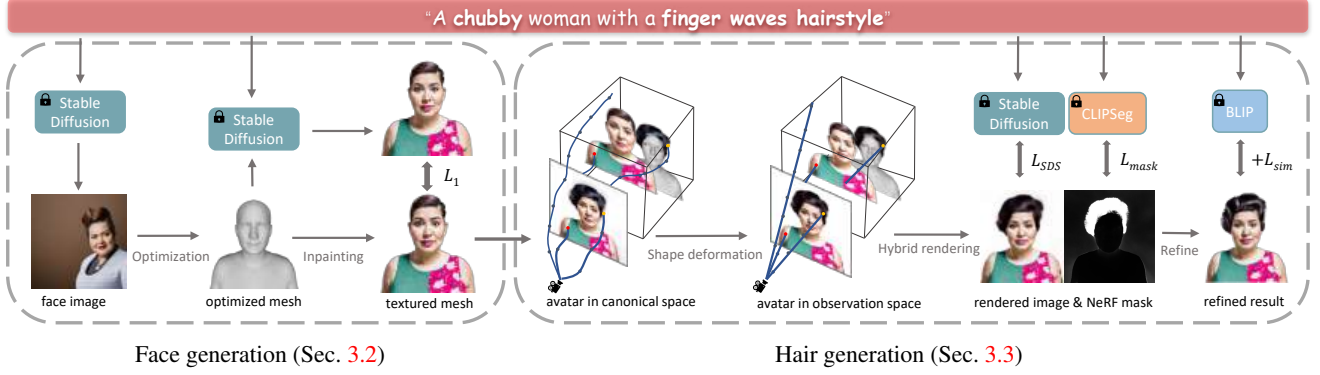 "A chubby woman with a finger waves hairstyle"
Stable
Diffusion
Stable
Diffusion
L1
Optimization
Inpainting
face image
optimized mesh
textured mesh
Face generation (Sec. 3.2)
Stable
Diffusion
CLIPSeg
BLIP
LSDS
Lmask
+Lsim
Shape deformation
Hybrid rendering
Refine
avatar in canonical space
avatar in observation space
rendered image & NeRF mask
refined result
Hair generation (Sec. 3.3)